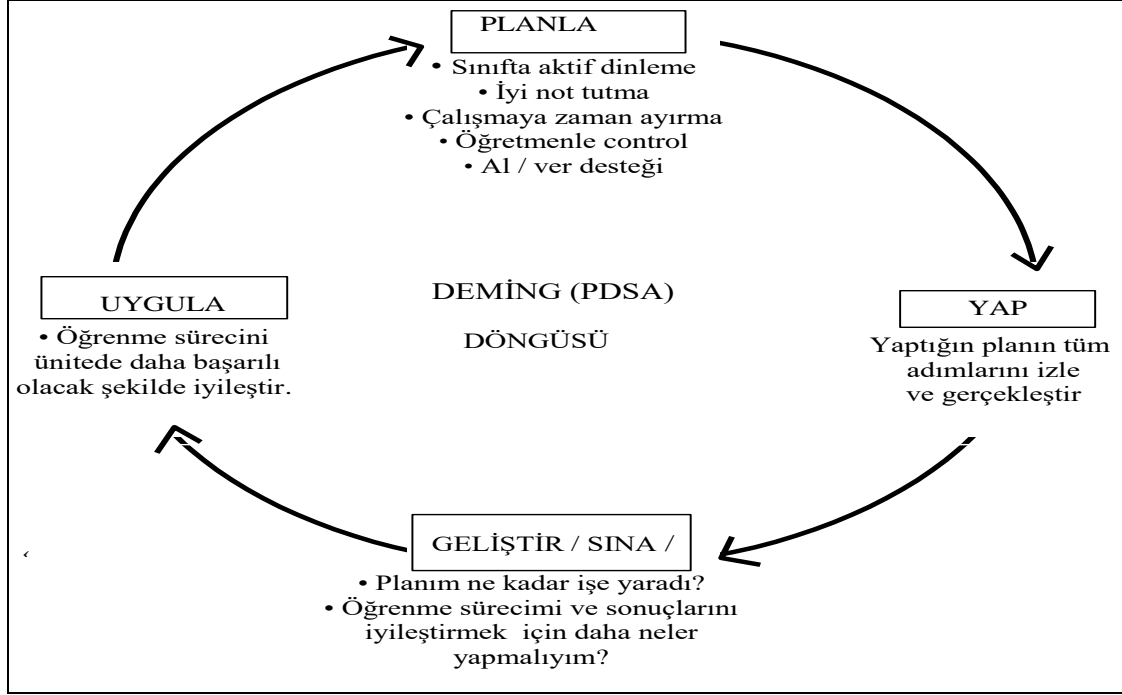 PLANLA
• Sınıfta aktif dinleme
• İyi not tutma
• Çalışmaya zaman ayırma
• Öğretmenle control
• Al / ver desteği
DEMİNG (PDSA)
DÖNGÜSÜ
YAP
Yaptığın planın tüm
adımlarını izle
ve gerçekleştir
GELİŞTİR / SINA /
• Planım ne kadar işe yaradı?
• Öğrenme sürecimi ve sonuçlarını
iyileştirmek için daha neler
yapmalıyım?
UYGULA
• Öğrenme sürecini
ünitede daha başarılı
olacak şekilde iyileştir.